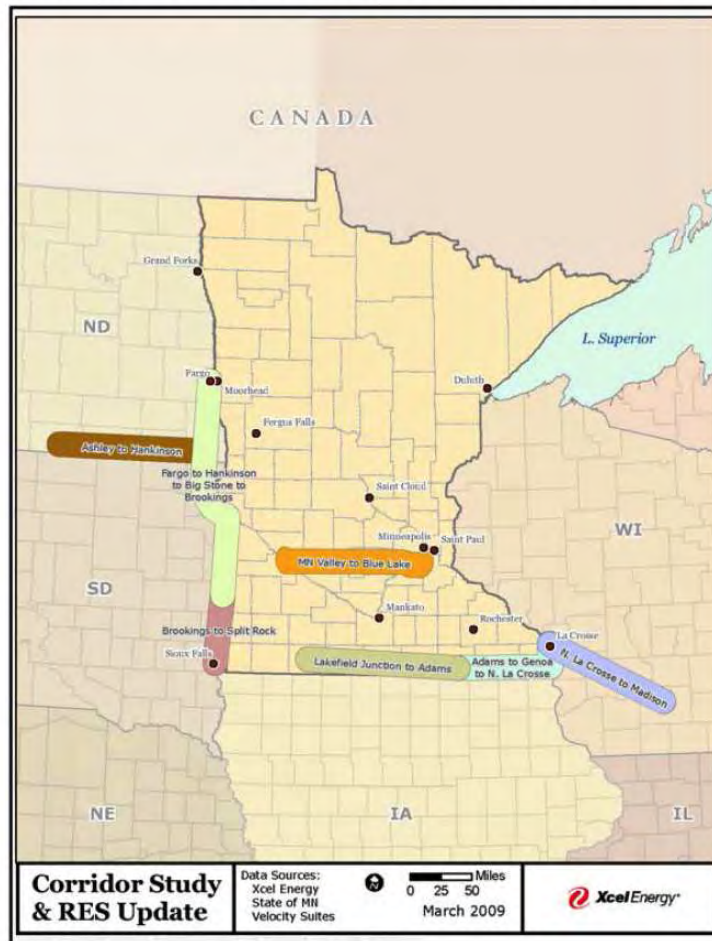 CANADA
Grand Forks
ND
L. Superior
Fargo
Moorhead
Duluth
Fergus Falls
Ashley to Hankinson
Fargo to Hankinson
to Big Stone to
Brookings
Saint Cloud
WI
Minneapolis
Saint Paul
MN Valley to Blue Lake
SD
Mankato
Rochester
Brookings to Split Rock
La Crosse
Sioux Falls
Lakefield Junction to Adams
Adams to Genoa
to N. La Crosse
N. La Crosse to Madison
NE
IA
IL
Corridor Study
& RES Update
Data Sources:
Xcel Energy
State of MN
Velocity Suites
N
Miles
0 25 50
March 2009
Xcel Energy